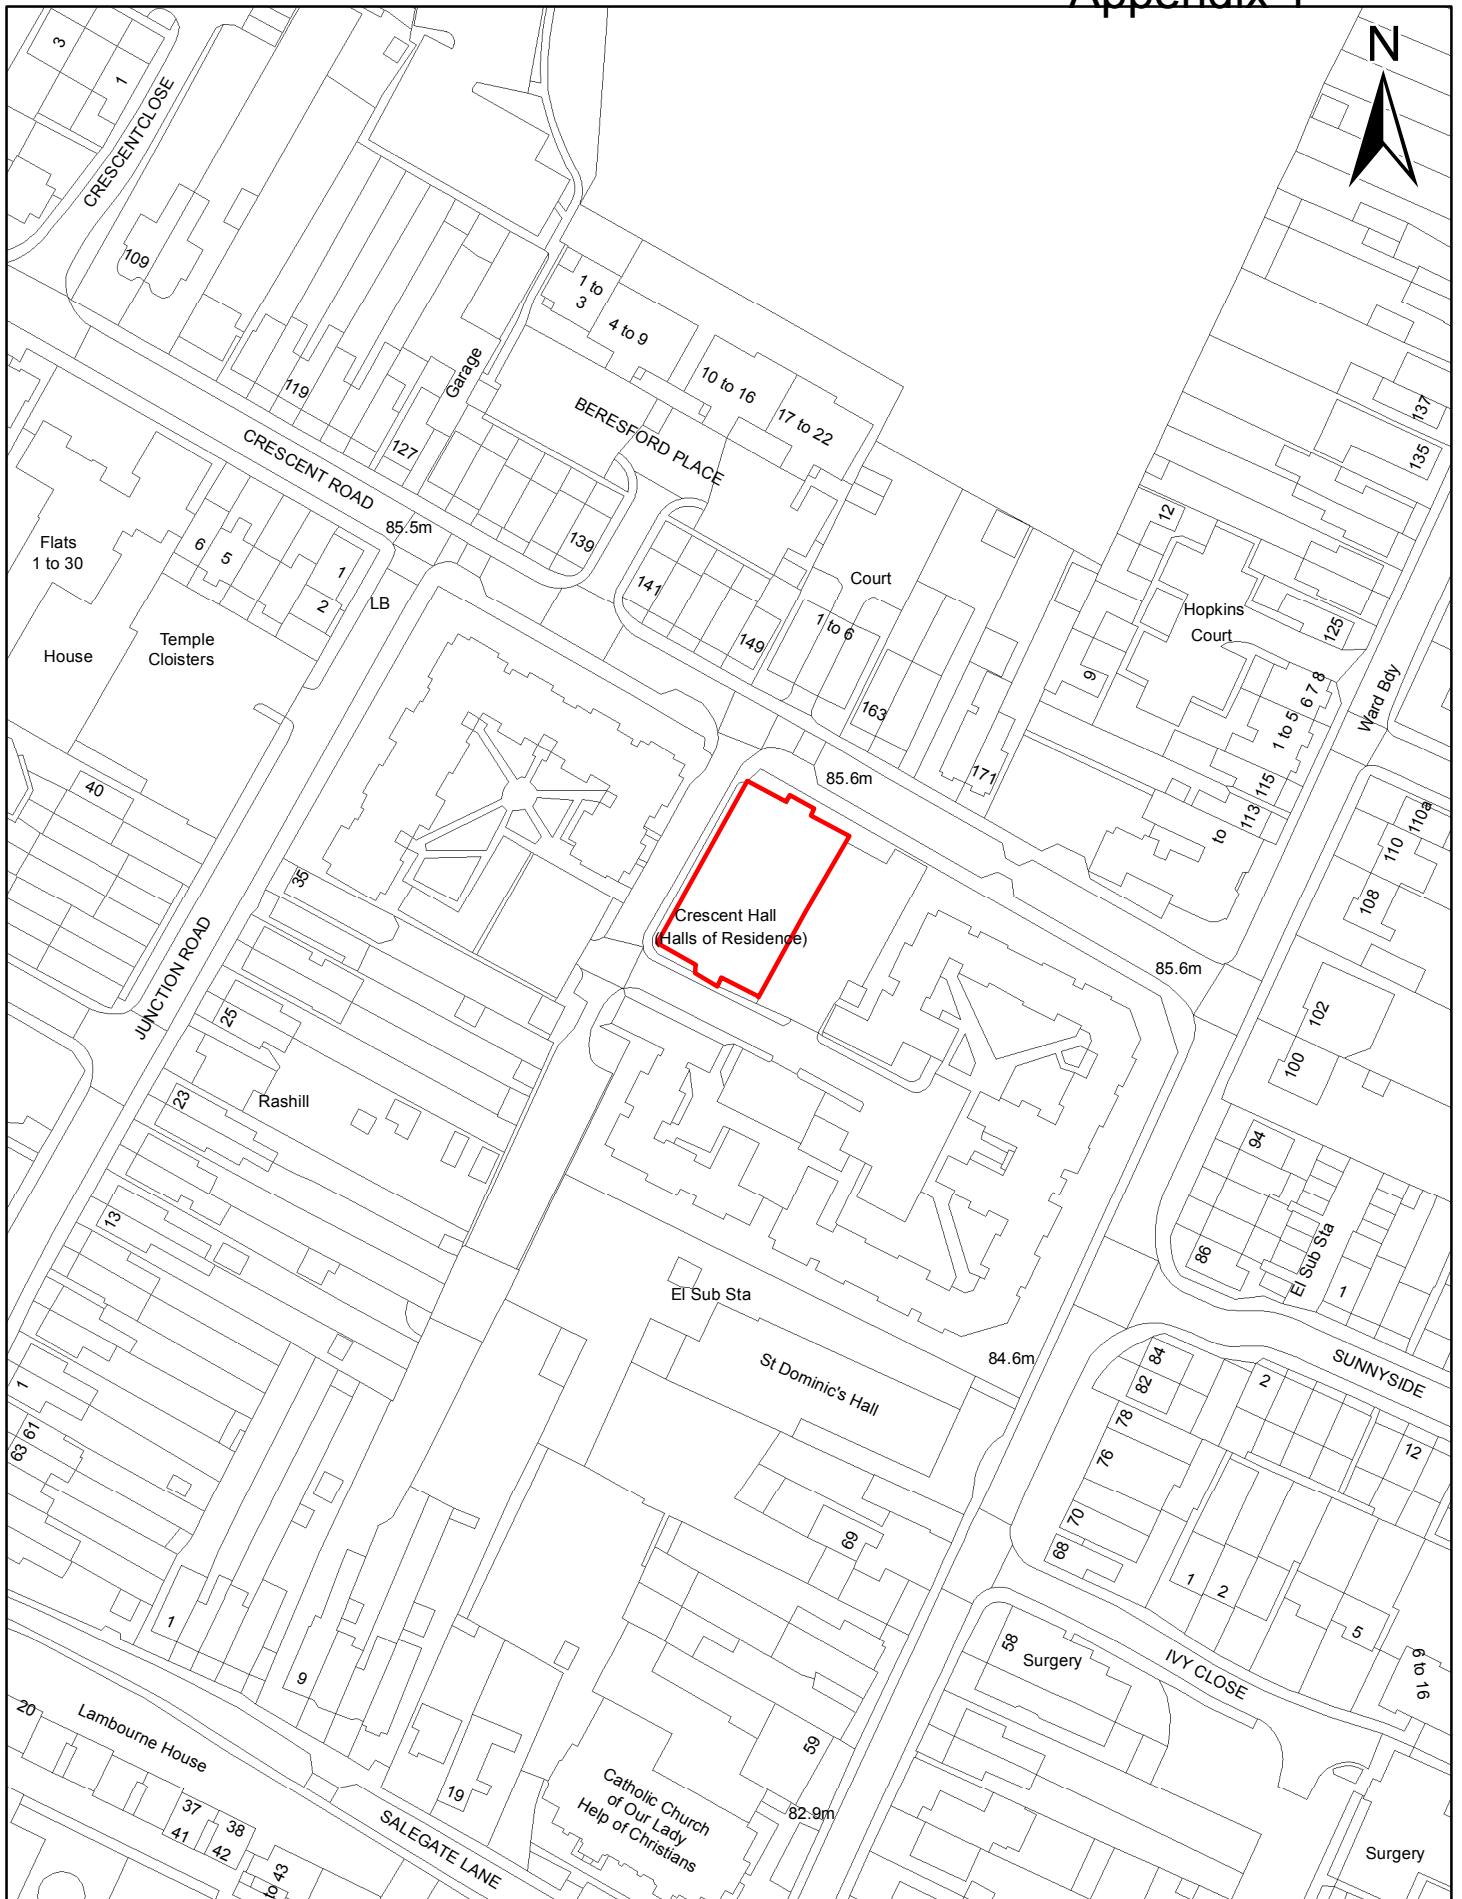 Appendix 1
N
3
1
CRESCENTCLOSE
109
1 to
3
4 to 9
10 to 16
17 to 22
Garage
119
127
BERESFORD PLACE
CRESCENT ROAD
85.5m
137
135
12
Flats
1 to 30
6
5
1
2
LB
139
141
149
Court
1 to 6
Hopkins
Court
125
House
Temple
Cloisters
9
163
171
6 7 8
1 to 5
Ward Bdy
85.6m
40
115
113
to
110a
110
108
35
Crescent Hall
(Halls of Residence)
JUNCTION ROAD
25
85.6m
102
100
23
Rashill
94
13
86
El Sub Sta
1
El Sub Sta
St Dominic's Hall
84.6m
84
82
SUNNYSIDE
2
1
61
63
78
76
12
70
68
69
1
2
5
1
9
58
Surgery
IVY CLOSE
6 to 16
20
Lambourne House
59
19
37
38
41
42
to 43
SALEGATE LANE
Catholic Church
of Our Lady
Help of Christians
82.9m
Surgery